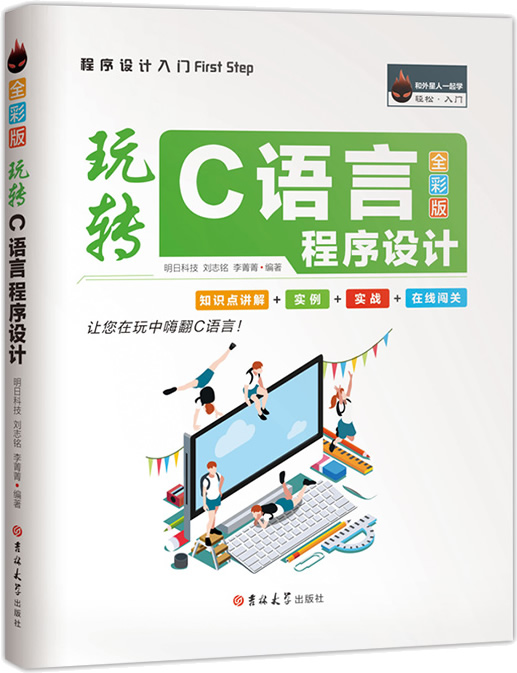 程序设计入门First Step
和外星人一起学
轻松·入门
玩转
C语言
全彩版
程序设计
明日科技 刘志铭 李菁菁·编著
知识点讲解 + 实例 + 实战 + 在线闯关
让您在玩中嗨翻C语言!
吉林大学出版社
全彩版
玩转
C语言程序设计
明日科技 刘志铭 李菁菁·编著
吉林大学出版社